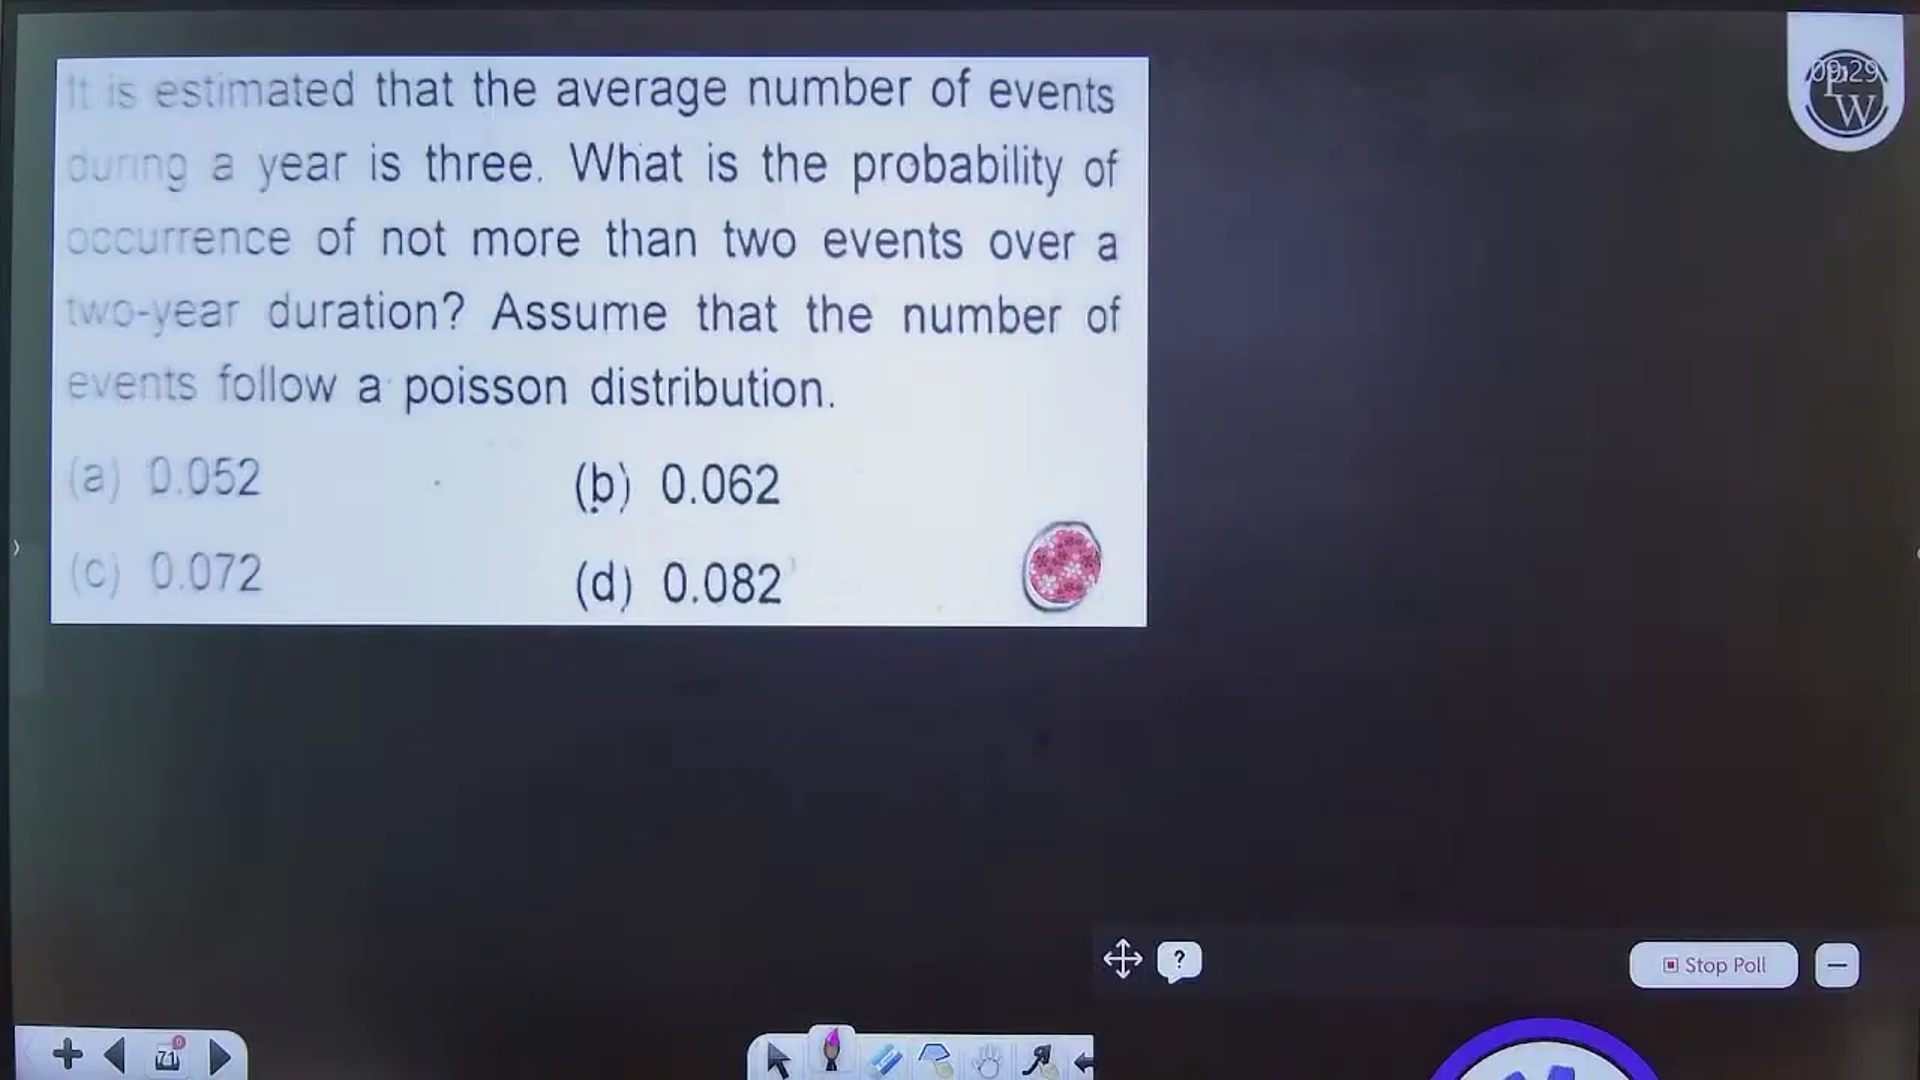 It is estimated that the average number of events
during a year is three. What is the probability of
occurrence of not more than two events over a
two-year duration? Assume that the number of
events follow a poisson distribution.
(a) 0.052 (b) 0.062
(c) 0.072 (d) 0.082
09:29
PW
Stop Poll
71